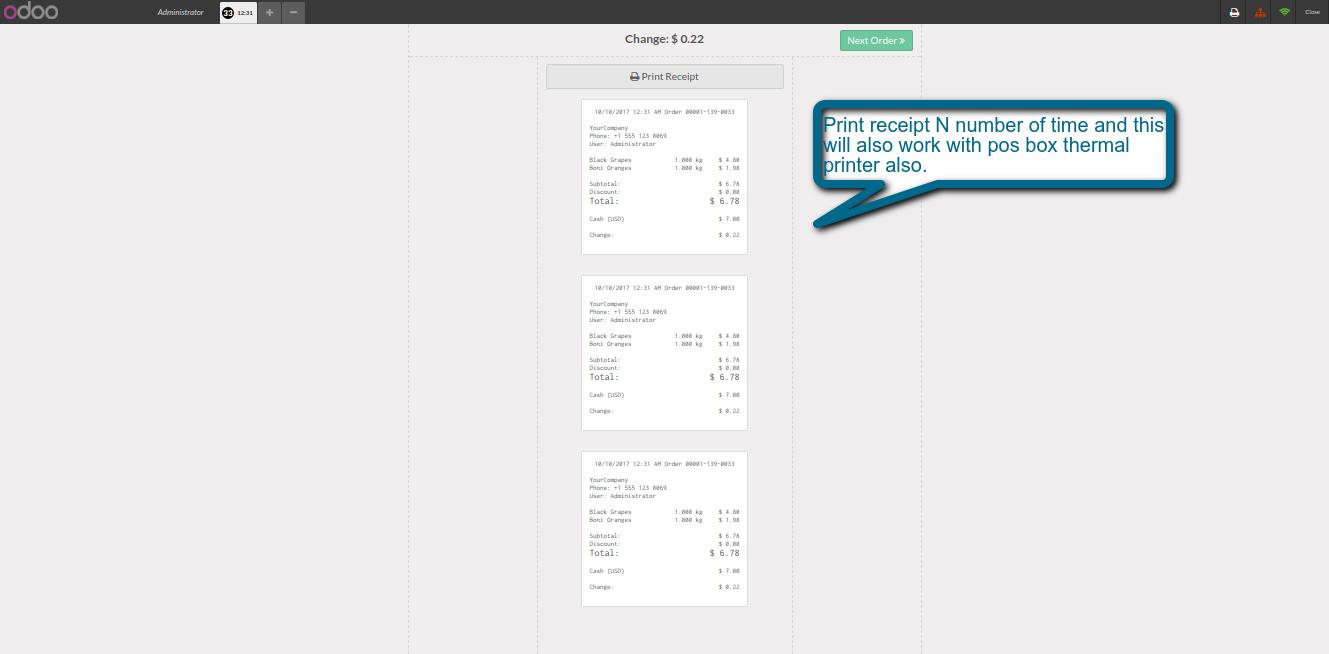 odoo Administrator 33 12:31 + − Close
Change: $ 0.22
Next Order
Print Receipt
10/10/2017 12:31 AM Order 00001-139-0033
YourCompany
Phone: +1 555 123 8069
User: Administrator
Black Grapes 1.000 kg $ 4.80
Boni Oranges 1.000 kg $ 1.98
Subtotal: $ 6.78
Discount: $ 0.00
Total: $ 6.78
Cash (USD) $ 7.00
Change: $ 0.22
10/10/2017 12:31 AM Order 00001-139-0033
YourCompany
Phone: +1 555 123 8069
User: Administrator
Black Grapes 1.000 kg $ 4.80
Boni Oranges 1.000 kg $ 1.98
Subtotal: $ 6.78
Discount: $ 0.00
Total: $ 6.78
Cash (USD) $ 7.00
Change: $ 0.22
10/10/2017 12:31 AM Order 00001-139-0033
YourCompany
Phone: +1 555 123 8069
User: Administrator
Black Grapes 1.000 kg $ 4.80
Boni Oranges 1.000 kg $ 1.98
Subtotal: $ 6.78
Discount: $ 0.00
Total: $ 6.78
Cash (USD) $ 7.00
Change: $ 0.22
Print receipt N number of time and this
will also work with pos box thermal
printer also.